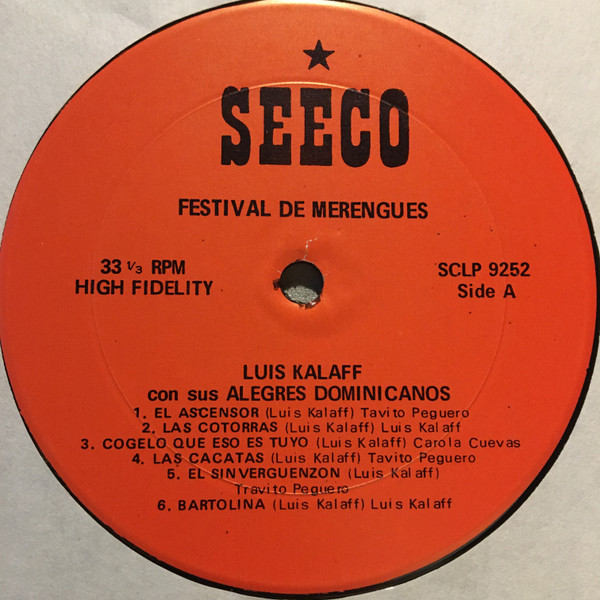 SEECO
FESTIVAL DE MERENGUES
33 1/3 RPM
HIGH FIDELITY
SCLP 9252
Side A
LUIS KALAFF
con sus ALEGRES DOMINICANOS
1. EL ASCENSOR (Luis Kalaff) Tavito Peguero
2. LAS COTORRAS (Luis Kalaff) Luis Kalaff
3. COGELO QUE ESO ES TUYO (Luis Kalaff) Carola Cuevas
4. LAS CACATAS (Luis Kalaff) Tavito Peguero
5. EL SINVERGUENZON (Luis Kalaff)
Travito Peguero
6. BARTOLINA (Luis Kalaff) Luis Kalaff